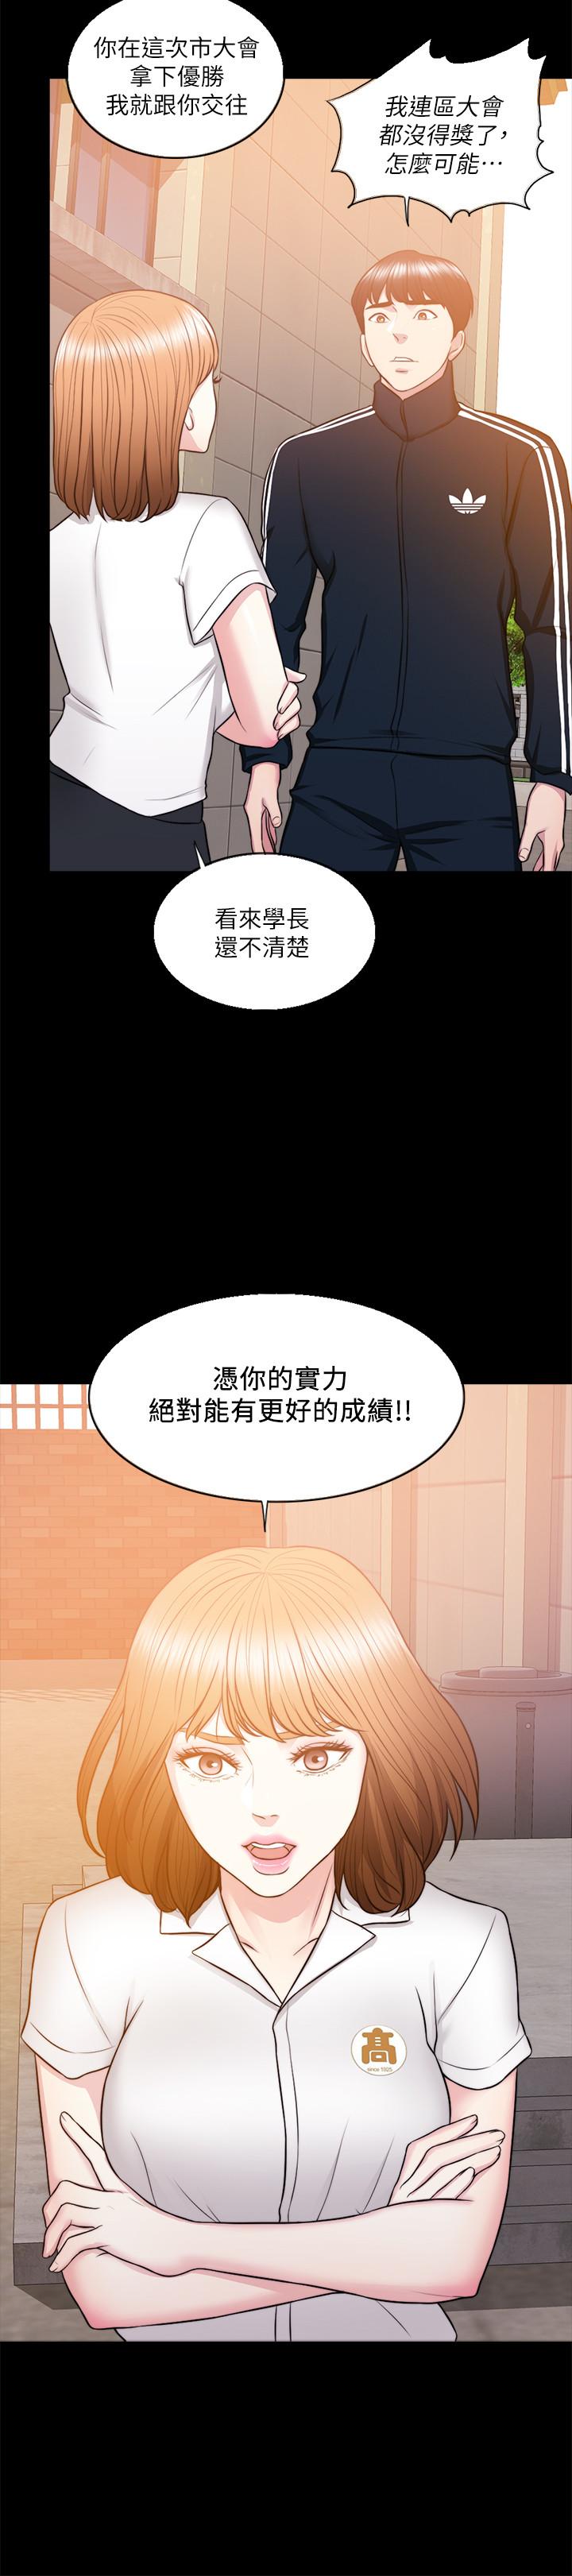 你在這次市大會
拿下優勝
我就跟你交往
我連區大會
都沒得獎了,
怎麼可能…
看來學長
還不清楚
憑你的實力
絕對能有更好的成績!!
高
since 1925